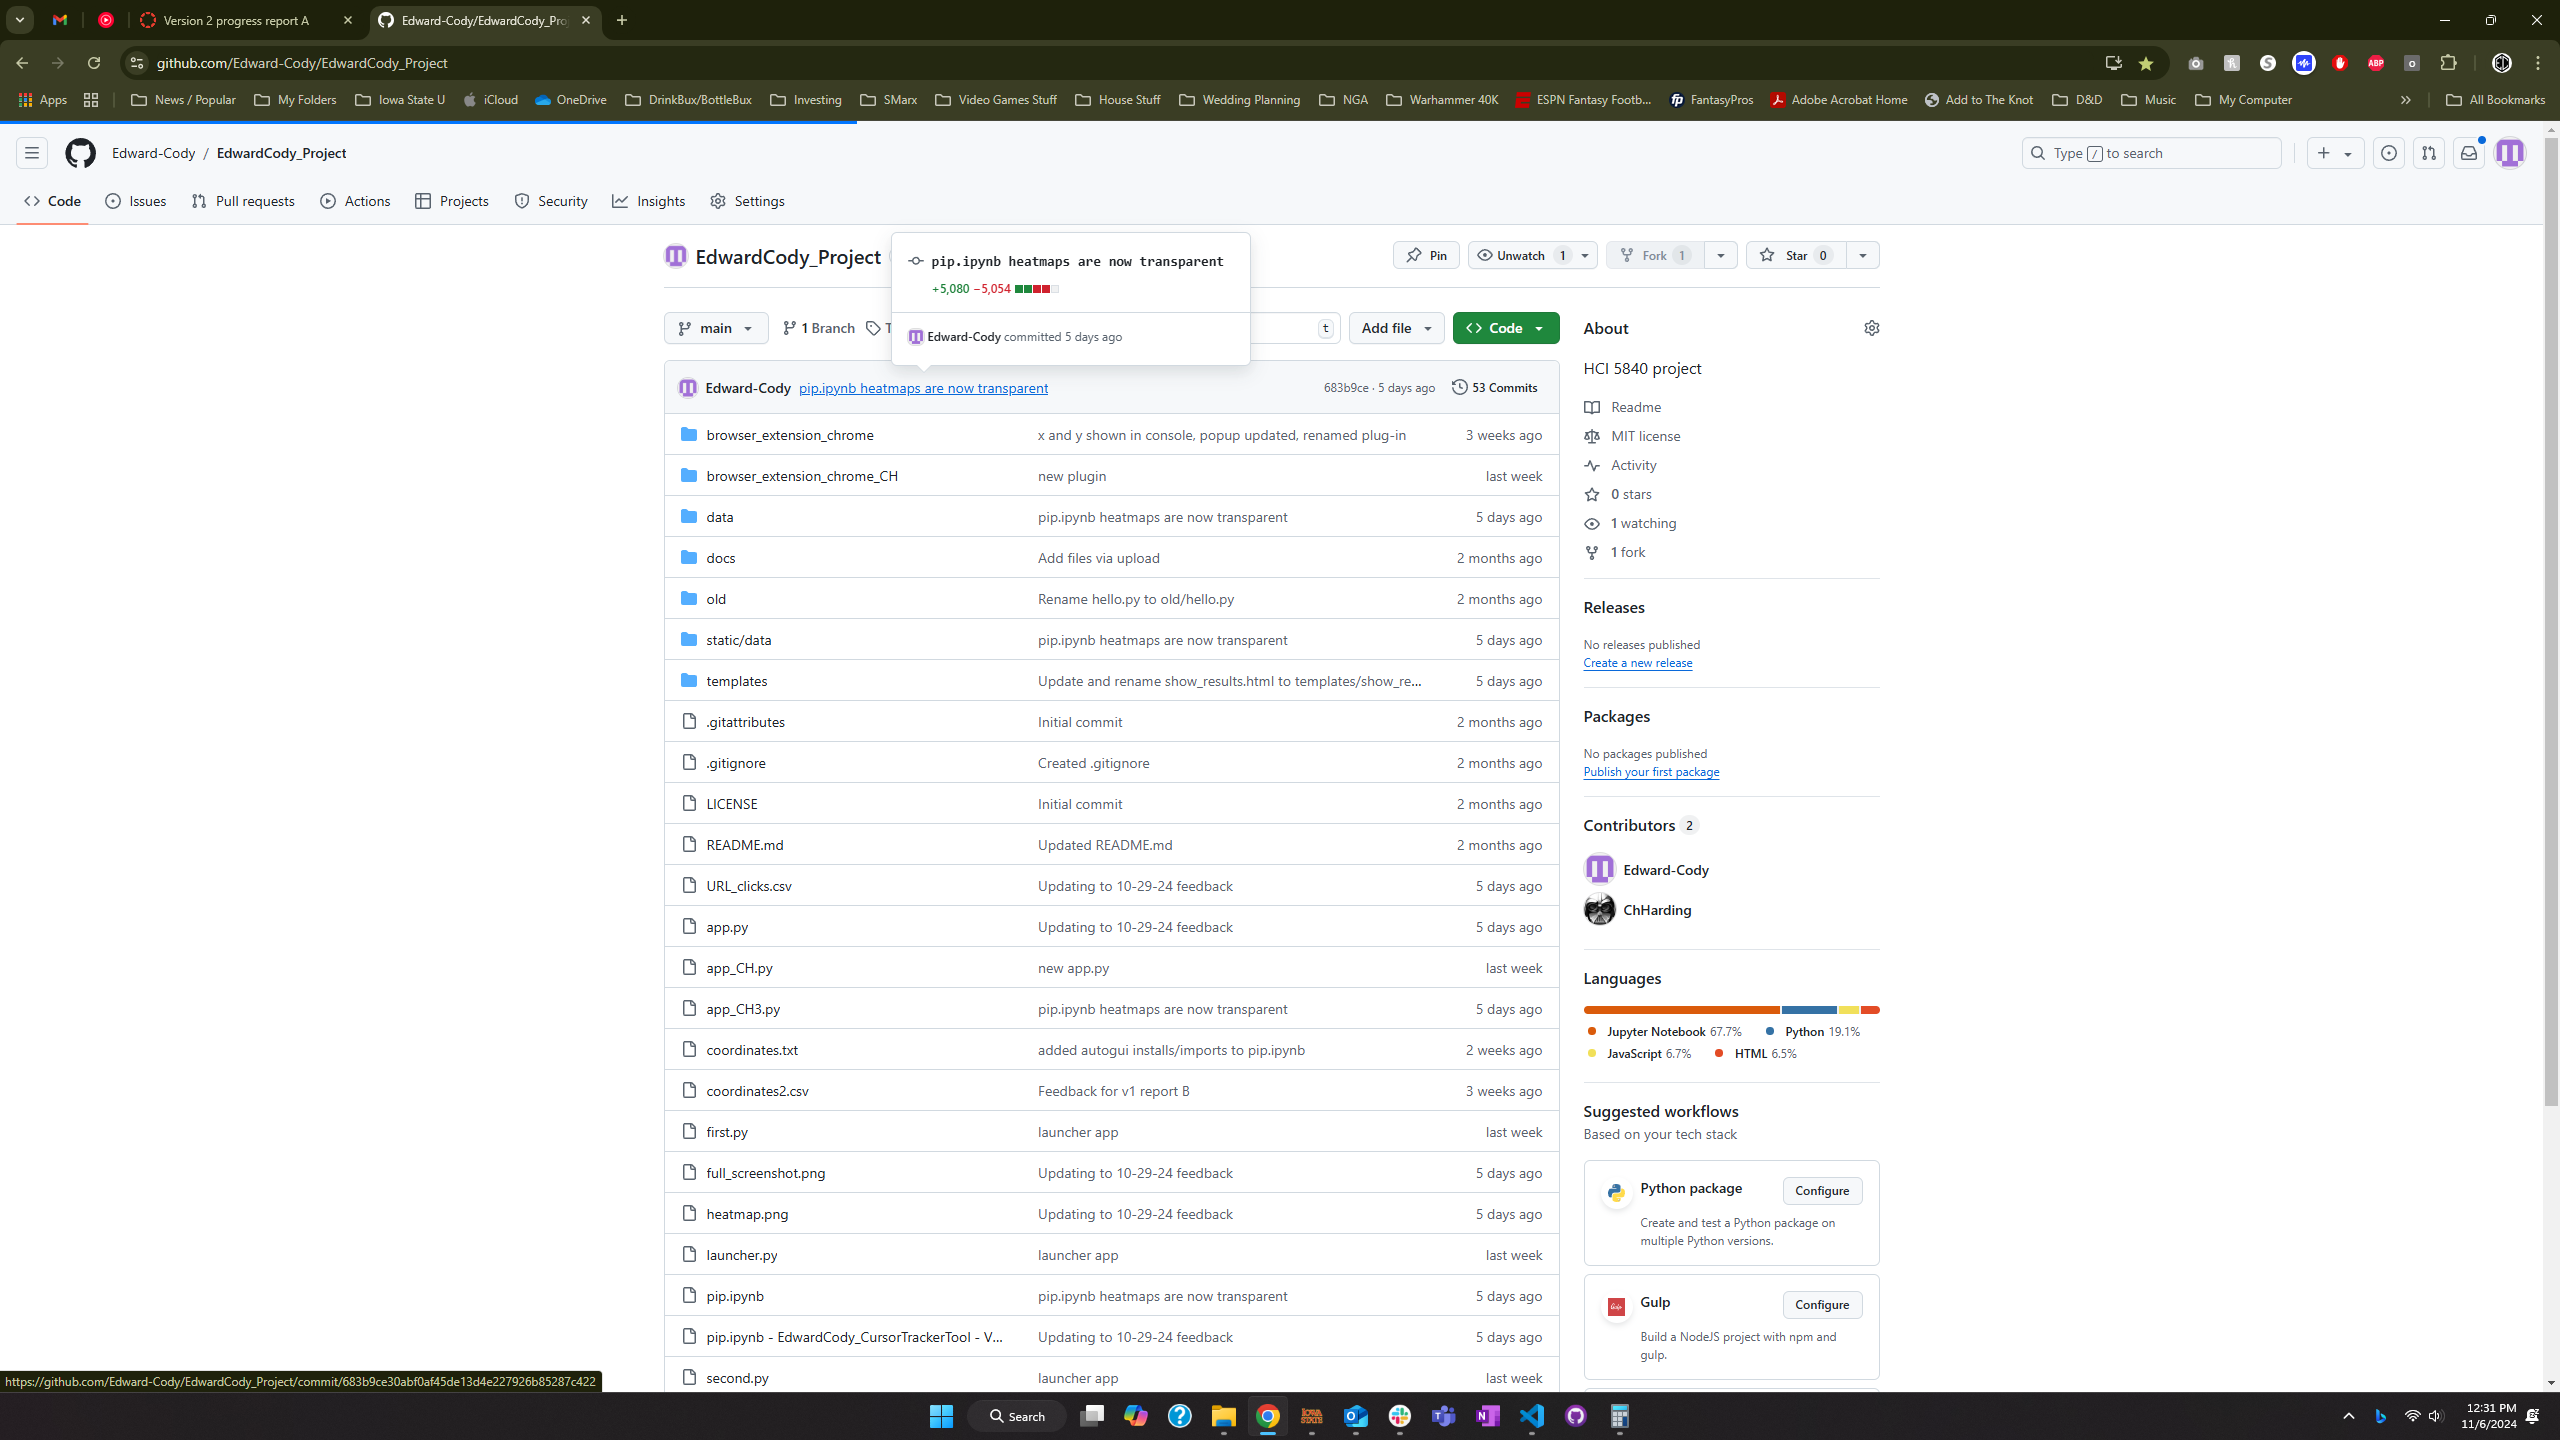 Version 2 progress report A
Edward-Cody/EdwardCody_Proj
github.com/Edward-Cody/EdwardCody_Project
Apps
News / Popular
My Folders
Iowa State U
iCloud
OneDrive
DrinkBux/BottleBux
Investing
SMarx
Video Games Stuff
House Stuff
Wedding Planning
NGA
Warhammer 40K
ESPN Fantasy Footb...
FantasyPros
Adobe Acrobat Home
Add to The Knot
D&D
Music
My Computer
All Bookmarks
Edward-Cody / EdwardCody_Project
Type / to search
Code
Issues
Pull requests
Actions
Projects
Security
Insights
Settings
EdwardCody_Project
pip.ipynb heatmaps are now transparent
+5,080 −5,054
Edward-Cody committed 5 days ago
Pin
Unwatch 1
Fork 1
Star 0
main
1 Branch
T
t
Add file
Code
Edward-Cody pip.ipynb heatmaps are now transparent 683b9ce · 5 days ago 53 Commits
browser_extension_chrome x and y shown in console, popup updated, renamed plug-in 3 weeks ago
browser_extension_chrome_CH new plugin last week
data pip.ipynb heatmaps are now transparent 5 days ago
docs Add files via upload 2 months ago
old Rename hello.py to old/hello.py 2 months ago
static/data pip.ipynb heatmaps are now transparent 5 days ago
templates Update and rename show_results.html to templates/show_re... 5 days ago
.gitattributes Initial commit 2 months ago
.gitignore Created .gitignore 2 months ago
LICENSE Initial commit 2 months ago
README.md Updated README.md 2 months ago
URL_clicks.csv Updating to 10-29-24 feedback 5 days ago
app.py Updating to 10-29-24 feedback 5 days ago
app_CH.py new app.py last week
app_CH3.py pip.ipynb heatmaps are now transparent 5 days ago
coordinates.txt added autogui installs/imports to pip.ipynb 2 weeks ago
coordinates2.csv Feedback for v1 report B 3 weeks ago
first.py launcher app last week
full_screenshot.png Updating to 10-29-24 feedback 5 days ago
heatmap.png Updating to 10-29-24 feedback 5 days ago
launcher.py launcher app last week
pip.ipynb pip.ipynb heatmaps are now transparent 5 days ago
pip.ipynb - EdwardCody_CursorTrackerTool - V... Updating to 10-29-24 feedback 5 days ago
second.py launcher app last week
About
HCI 5840 project
Readme
MIT license
Activity
0 stars
1 watching
1 fork
Releases
No releases published
Create a new release
Packages
No packages published
Publish your first package
Contributors 2
Edward-Cody
ChHarding
Languages
Jupyter Notebook 67.7% Python 19.1%
JavaScript 6.7% HTML 6.5%
Suggested workflows
Based on your tech stack
Python package
Configure
Create and test a Python package on
multiple Python versions.
Gulp
Configure
Build a NodeJS project with npm and
gulp.
https://github.com/Edward-Cody/EdwardCody_Project/commit/683b9ce30abf0af45de13d4e227926b85287c422
Search
12:31 PM
11/6/2024